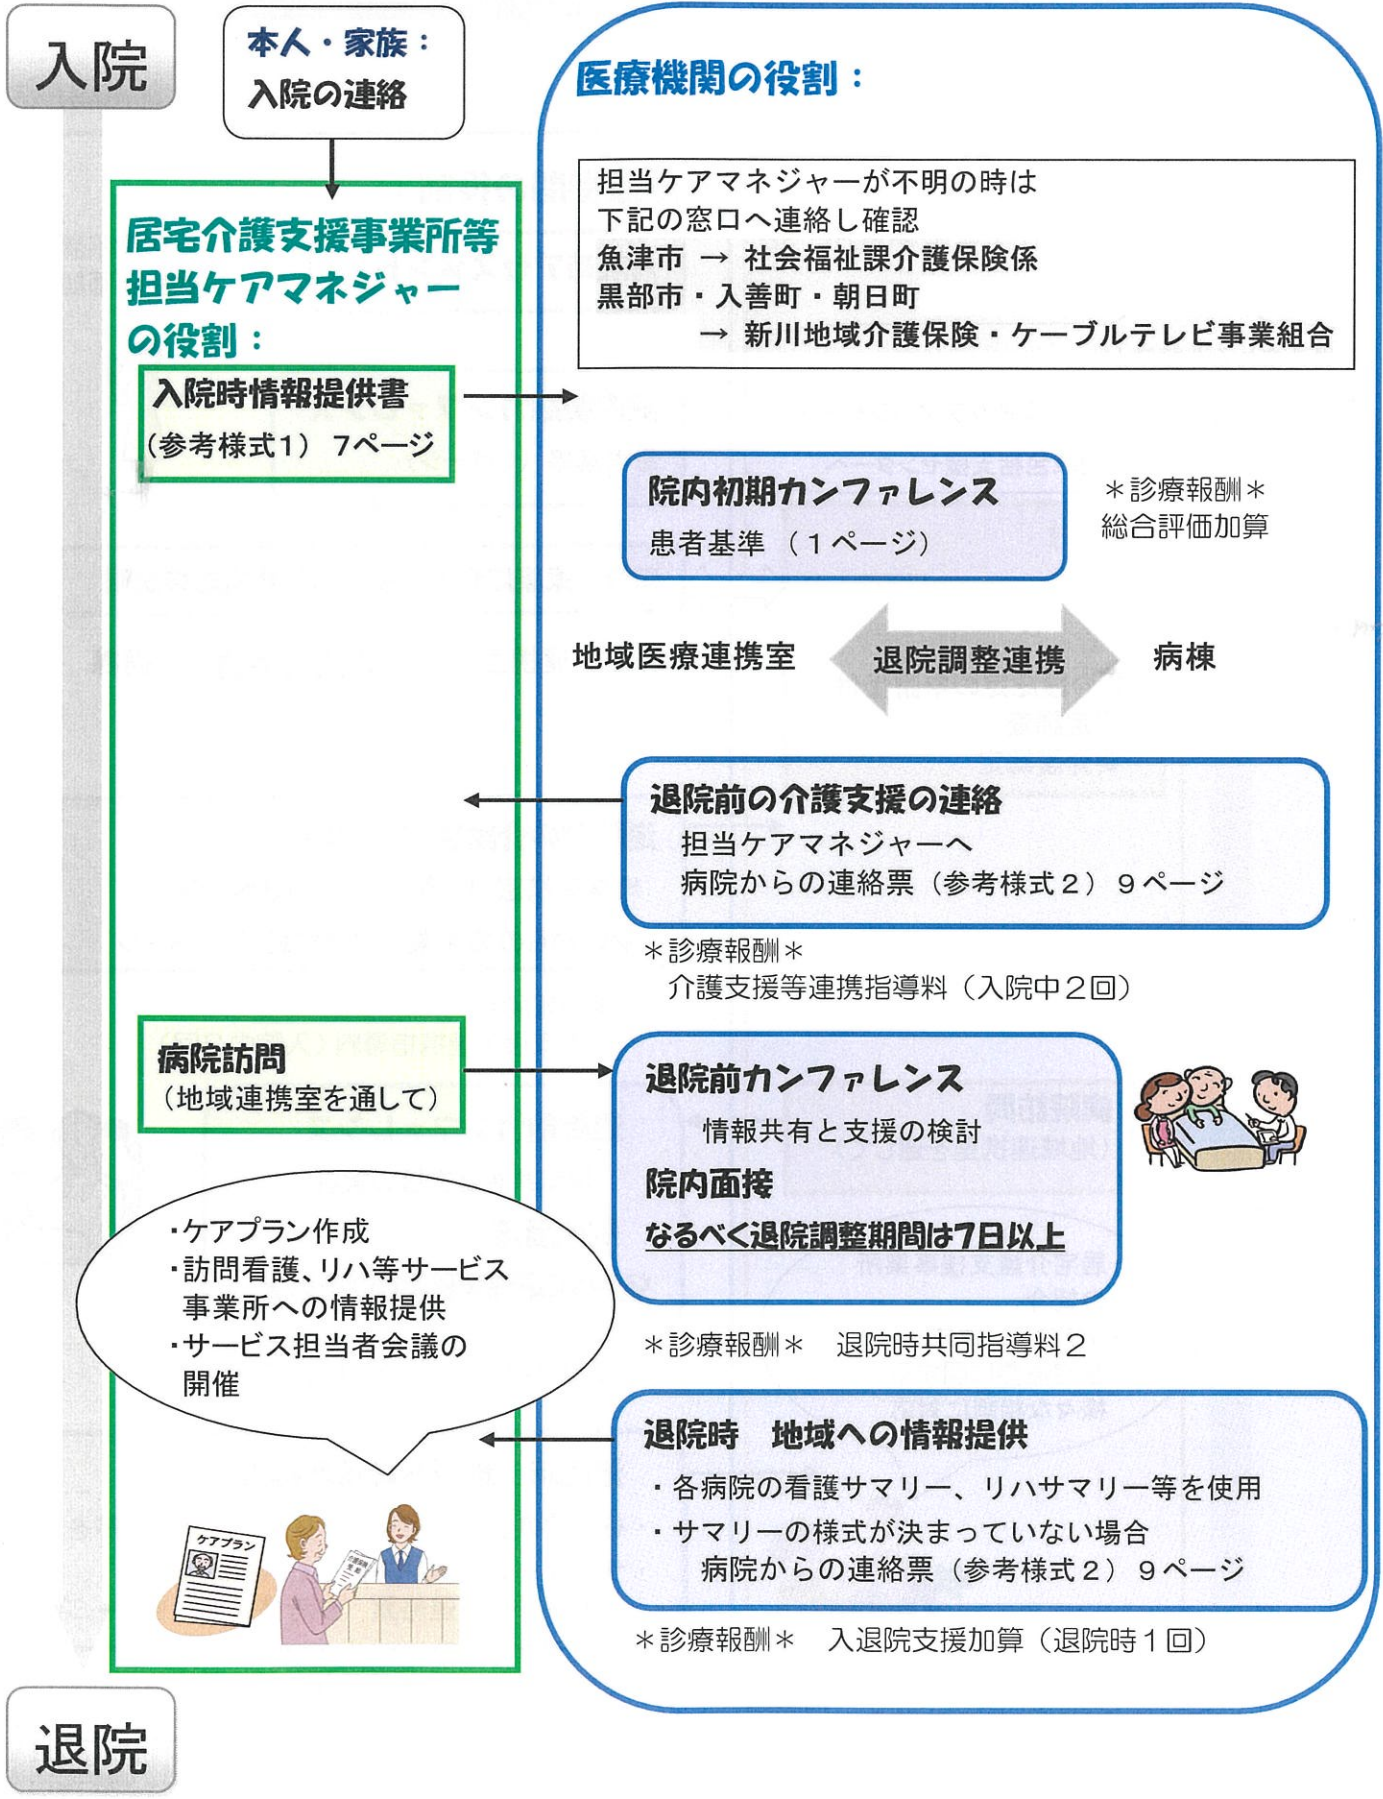 入院
本人・家族：
入院の連絡
居宅介護支援事業所等
担当ケアマネジャー
の役割：
入院時情報提供書
（参考様式１） ７ページ
医療機関の役割：
担当ケアマネジャーが不明の時は
下記の窓口へ連絡し確認
魚津市 → 社会福祉課介護保険係
黒部市・入善町・朝日町
→ 新川地域介護保険・ケーブルテレビ事業組合
院内初期カンファレンス
患者基準 （１ページ）
＊診療報酬＊
総合評価加算
地域医療連携室
退院調整連携
病棟
退院前の介護支援の連絡
担当ケアマネジャーへ
病院からの連絡票（参考様式２）９ページ
＊診療報酬＊
介護支援等連携指導料（入院中２回）
病院訪問
（地域連携室を通して）
退院前カンファレンス
情報共有と支援の検討
院内面接
なるべく退院調整期間は7日以上
・ケアプラン作成
・訪問看護、リハ等サービス
事業所への情報提供
・サービス担当者会議の
開催
＊診療報酬＊ 退院時共同指導料２
退院時 地域への情報提供
・各病院の看護サマリー、リハサマリー等を使用
・サマリーの様式が決まっていない場合
病院からの連絡票（参考様式２）９ページ
ケアプラン
＊診療報酬＊ 入退院支援加算（退院時１回）
退院